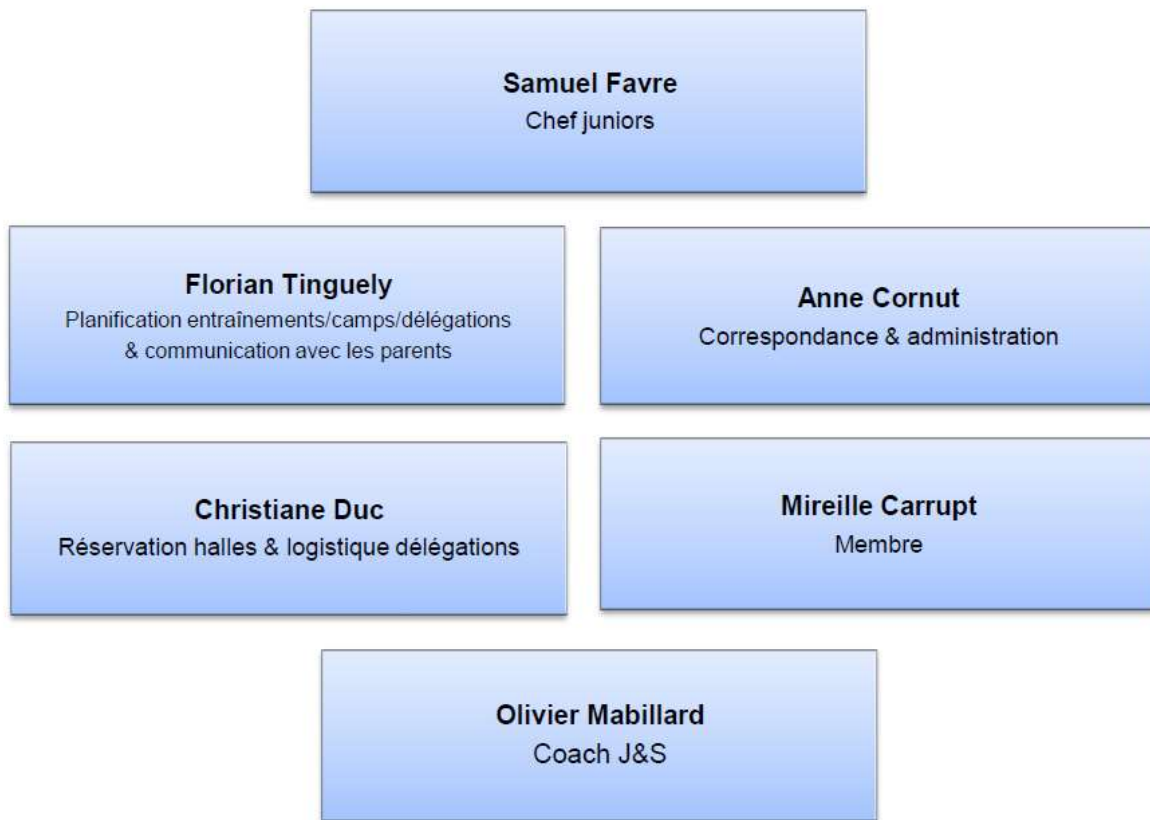 Samuel Favre
Chef juniors
Florian Tinguely
Planification entraînements/camps/délégations
& communication avec les parents
Anne Cornut
Correspondance & administration
Christiane Duc
Réservation halles & logistique délégations
Mireille Carrupt
Membre
Olivier Mabillard
Coach J&S